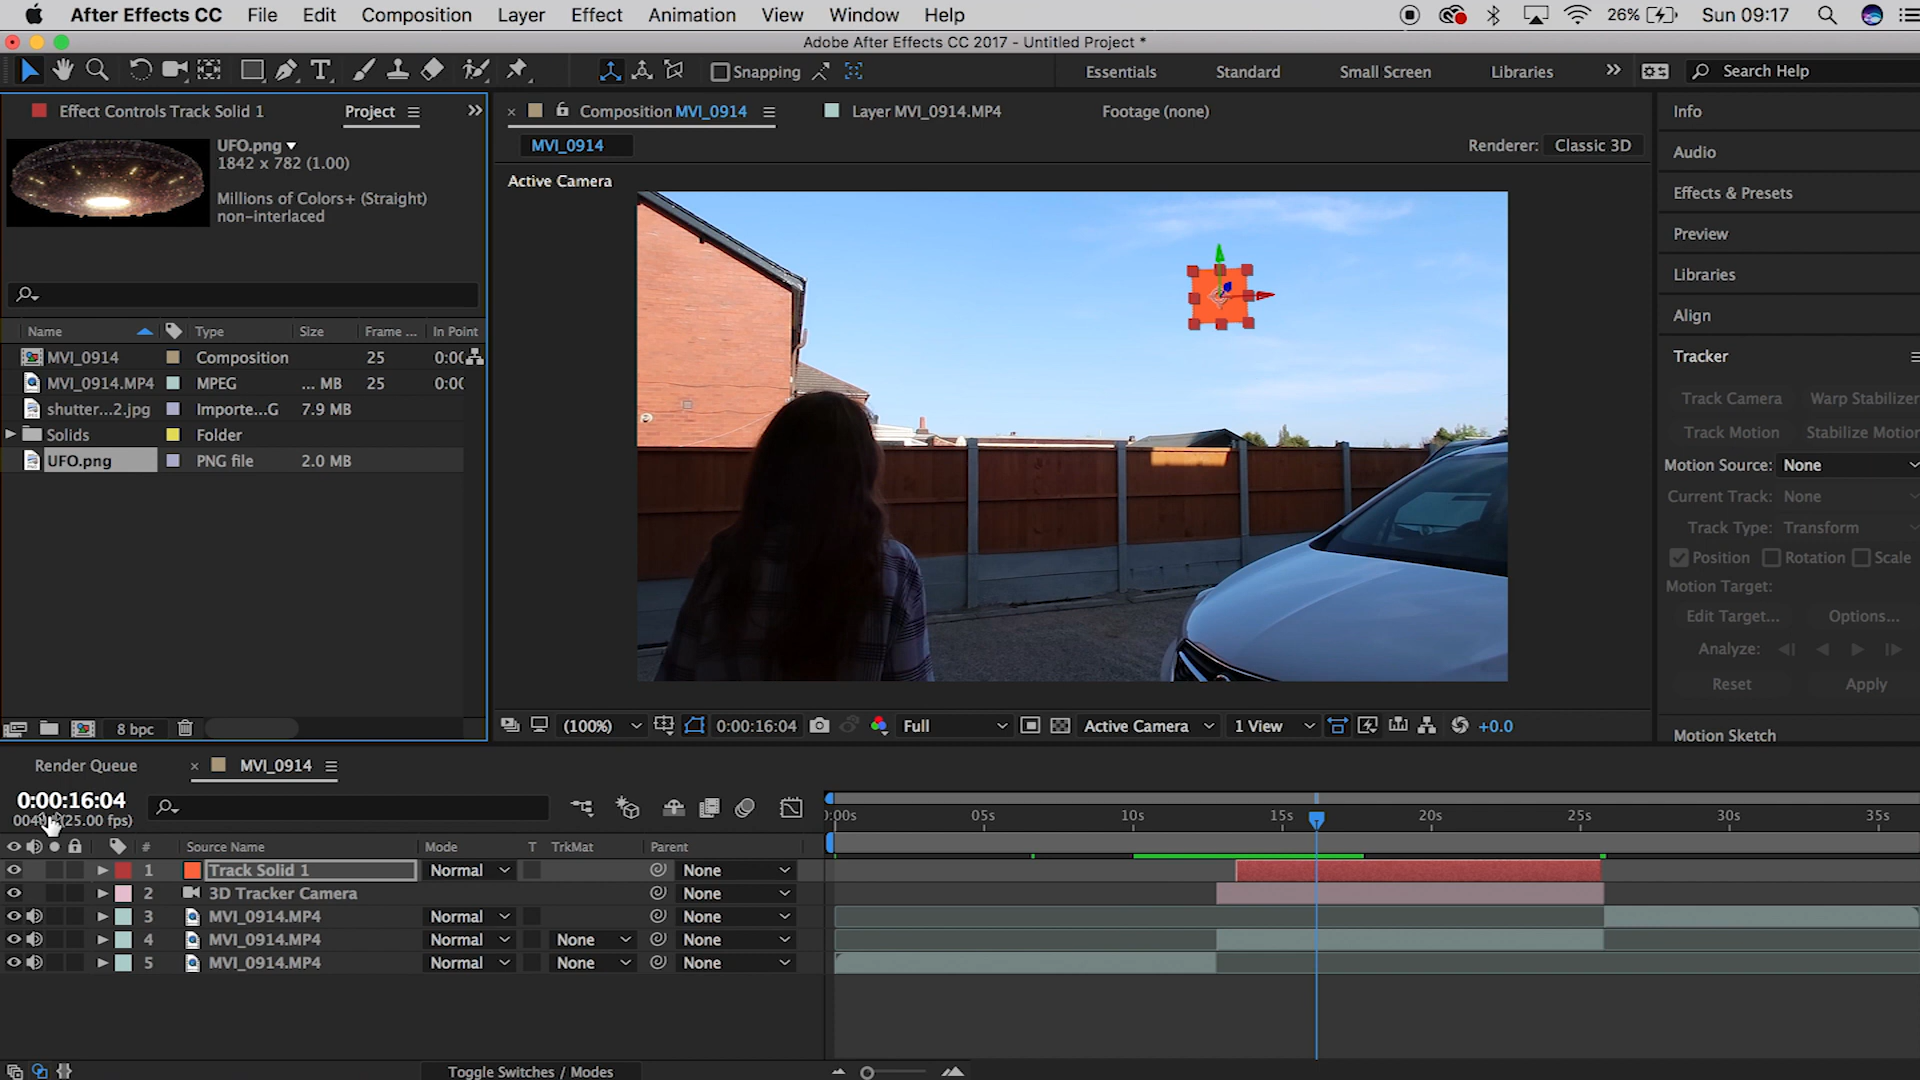 After Effects CC File Edit Composition Layer Effect Animation View Window Help 26% Sun 09:17
Adobe After Effects CC 2017 - Untitled Project *
Snapping Essentials Standard Small Screen Libraries Search Help
Effect Controls Track Solid 1 Project
Composition MVI_0914 Layer MVI_0914.MP4 Footage (none)
UFO.png
1842 x 782 (1.00)
Millions of Colors+ (Straight)
non-interlaced
MVI_0914 Renderer: Classic 3D
Active Camera
Name Type Size Frame ... In Point
MVI_0914 Composition 25 0:0(
MVI_0914.MP4 MPEG ... MB 25 0:0(
shutter...2.jpg Importe...G 7.9 MB
Solids Folder
UFO.png PNG file 2.0 MB
8 bpc
(100%) 0:00:16:04 Full Active Camera 1 View +0.0
Info
Audio
Effects & Presets
Preview
Libraries
Align
Tracker
Track Camera Warp Stabilizer
Track Motion Stabilize Motion
Motion Source: None
Current Track: None
Track Type: Transform
Position Rotation Scale
Motion Target:
Edit Target... Options...
Analyze:
Reset Apply
Motion Sketch
Render Queue MVI_0914
0:00:16:04
(25.00 fps)
:00s 05s 10s 15s 20s 25s 30s 35s
# Source Name Mode T TrkMat Parent
1 Track Solid 1 Normal None
2 3D Tracker Camera None
3 MVI_0914.MP4 Normal None
4 MVI_0914.MP4 Normal None None
5 MVI_0914.MP4 Normal None None
Toggle Switches / Modes